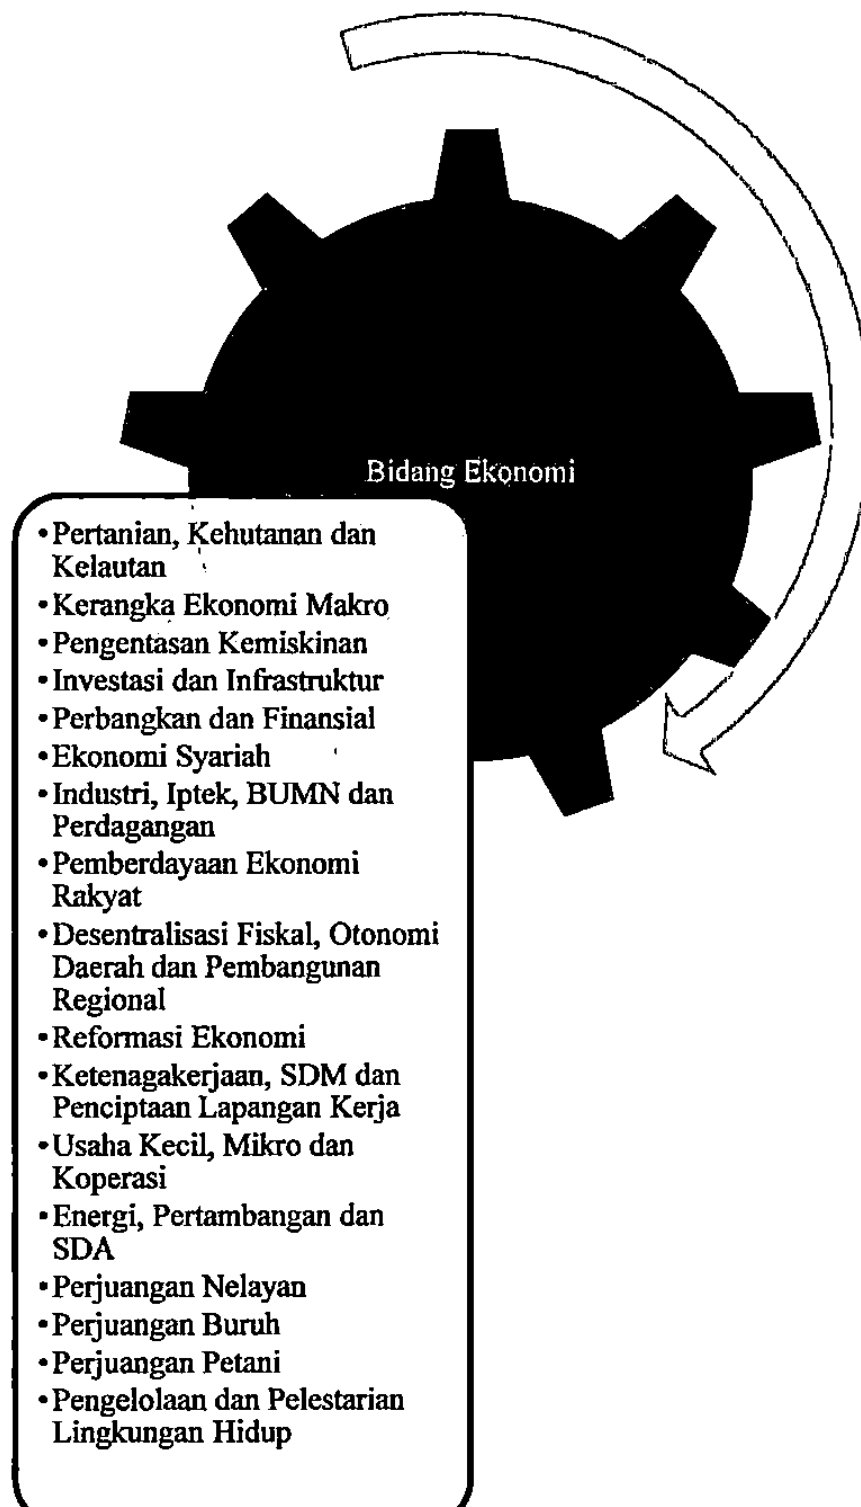 Bidang Ekonomi
•Pertanian, Kehutanan dan
Kelautan
•Kerangka Ekonomi Makro
•Pengentasan Kemiskinan
•Investasi dan Infrastruktur
•Perbangkan dan Finansial
•Ekonomi Syariah
•Industri, Iptek, BUMN dan
Perdagangan
•Pemberdayaan Ekonomi
Rakyat
•Desentralisasi Fiskal, Otonomi
Daerah dan Pembangunan
Regional
•Reformasi Ekonomi
•Ketenagakerjaan, SDM dan
Penciptaan Lapangan Kerja
•Usaha Kecil, Mikro dan
Koperasi
•Energi, Pertambangan dan
SDA
•Perjuangan Nelayan
•Perjuangan Buruh
•Perjuangan Petani
•Pengelolaan dan Pelestarian
Lingkungan Hidup